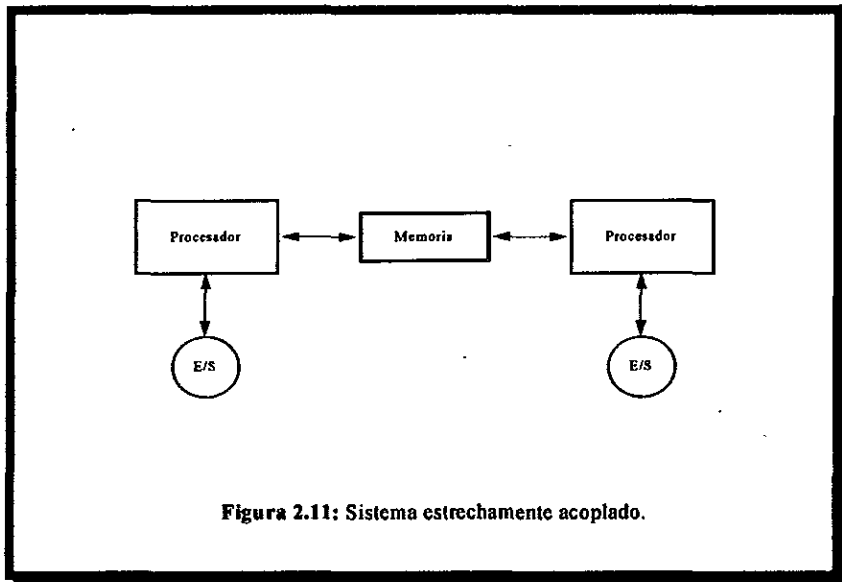 Procesador
Memoria
Procesador
E/S
E/S
Figura 2.11: Sistema estrechamente acoplado.